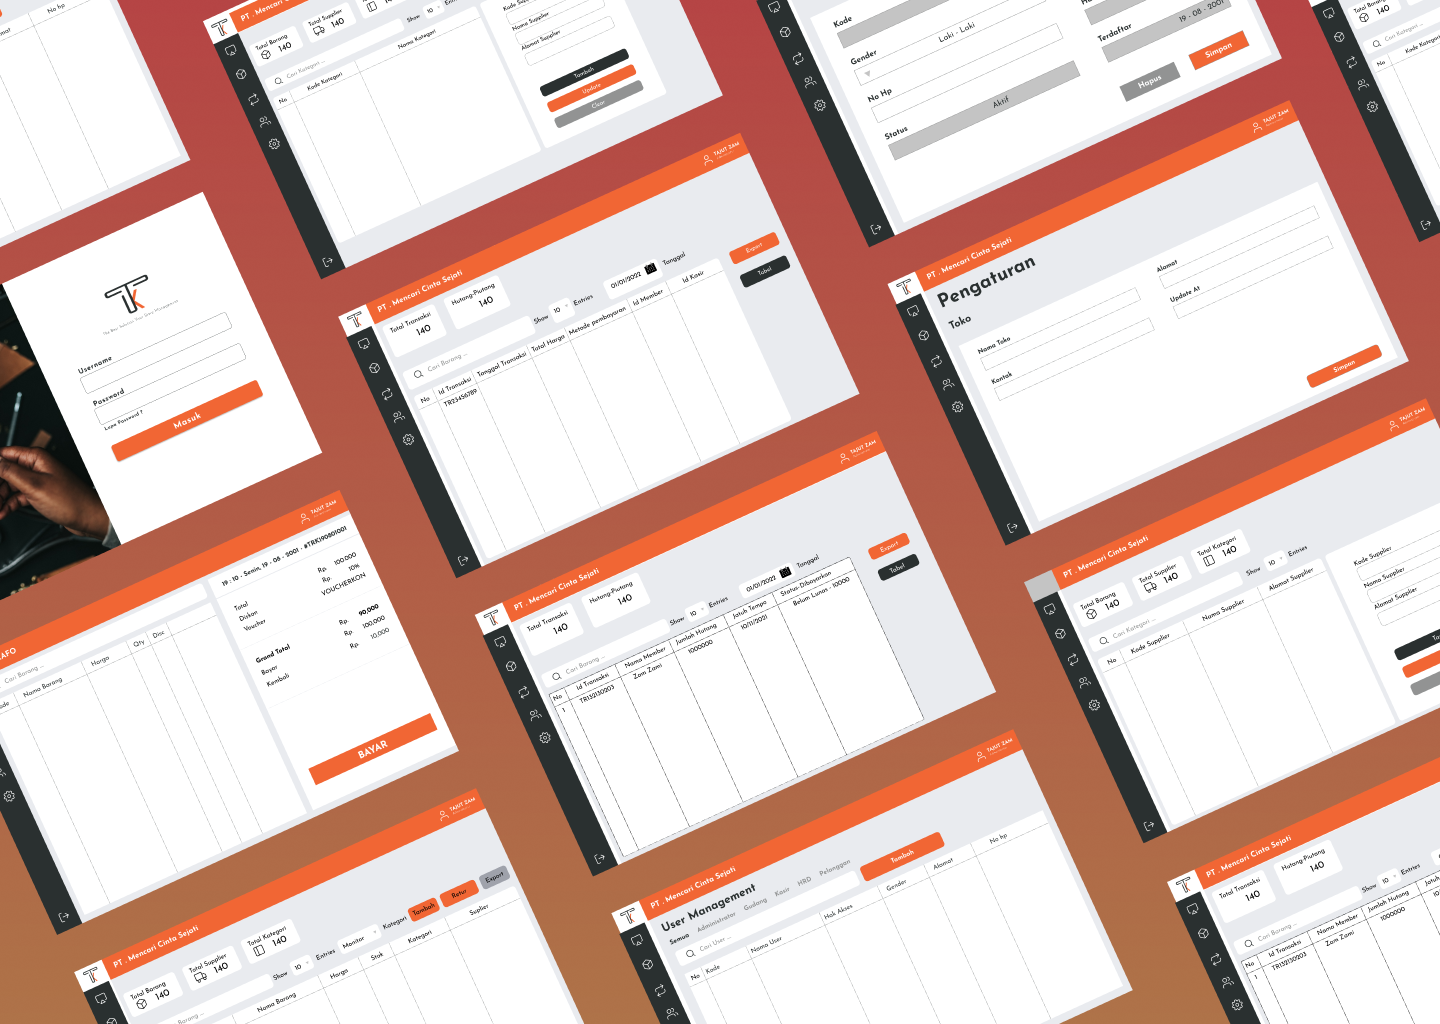 No hp
PT . Mencari Cinta
Total Barang
140
Total Supplier
140
Show
10
Entries
Cari Kategori ...
No
Kode Kategori
Nama Kategori
Nama Supplier
Alamat Supplier
Tambah
Update
Clear
Kode
Gender
Laki - Laki
No Hp
Status
Aktif
Terdaftar
19 - 08 - 2001
Hapus
Simpan
Total Barang
140
Cari Kategori ...
No
Kode Kategori
Username
Password
Lupa Password ?
Masuk
TAJUT ZAM
PT . Mencari Cinta Sejati
Total Transaksi
140
Hutang-Piutang
140
Cari Barang ...
Show
10
Entries
01/01/2022
Tanggal
Export
Tabel
No
Id Transaksi
Tanggal Transaksi
Total Harga
Metode pembayaran
Id Member
Id Kasir
TR23456789
TAJUT ZAM
PT . Mencari Cinta Sejati
Pengaturan
Toko
Nama Toko
Alamat
Kontak
Update At
Simpan
TAJUT ZAM
19 : 10 - Senin, 19 - 08 - 2001 - #TRK190801001
Total
Rp. 100,000
Diskon
Rp. 10%
Voucher
VOUCHERKON
Grand Total
Rp. 90,000
Bayar
Rp 100,000
Kembali
Rp. 10,000
BAYAR
Cari Barang ...
Nama Barang
Harga
Qty
Disc
TAJUT ZAM
PT . Mencari Cinta Sejati
Total Transaksi
140
Hutang-Piutang
140
Cari Barang ...
Show
10
Entries
01/01/2022
Tanggal
Export
Tabel
No
Id Transaksi
Nama Member
Jumlah Hutang
Jatuh Tempo
Status-Dibayarkan
1
TR132130203
Zam Zami
1000000
10/11/2021
Belum Lunas - 10000
TAJUT ZAM
PT . Mencari Cinta Sejati
Total Barang
140
Total Supplier
140
Total Kategori
140
Cari Kategori ...
Show
10
Entries
No
Kode Supplier
Nama Supplier
Alamat Supplier
Kode Supplier
Nama Supplier
Alamat Supplier
TAJUT ZAM
PT . Mencari Cinta Sejati
Total Barang
140
Total Supplier
140
Total Kategori
140
Barang ...
Show
10
Entries
Monitor
Kategori
Tambah
Retur
Export
Nama Barang
Harga
Stok
Kategori
Suplier
TAJUT ZAM
PT . Mencari Cinta Sejati
User Management
Semua
Administrator
Gudang
Kasir
HRD
Pelanggan
Cari User ...
Tambah
No
Kode
Nama User
Hak Akses
Gender
Alamat
No hp
PT . Mencari Cinta Sejati
Total Transaksi
140
Hutang-Piutang
140
Cari Barang ...
Show
10
Entries
No
Id Transaksi
Nama Member
Jumlah Hutang
1
TR132130203
Zam Zami
1000000